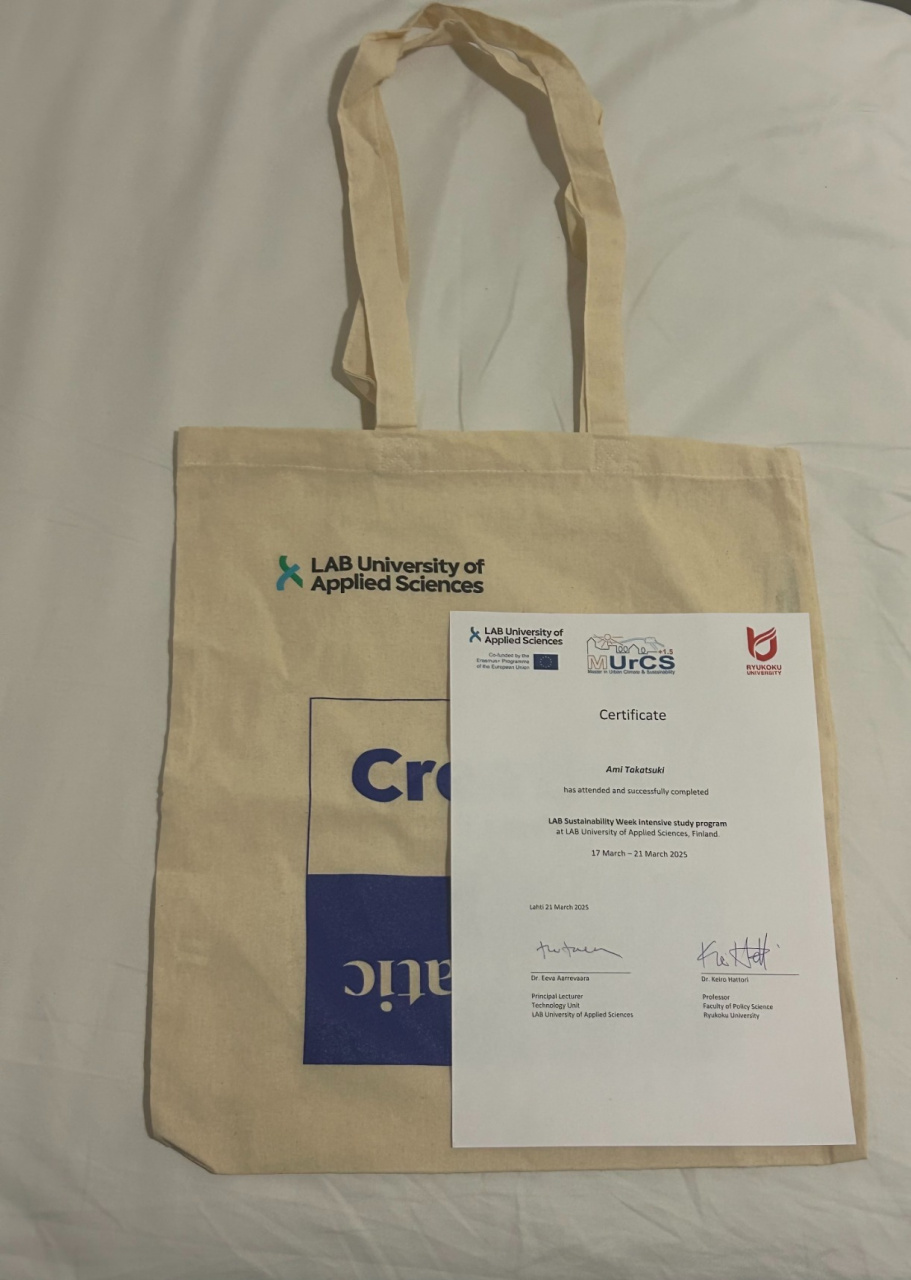 LAB University of
Applied Sciences
Cre
atic
LAB University of
Applied Sciences
Co-funded by the
Erasmus+ Programme
of the European Union
+1.5
MUrCS
Master in Urban Climate & Sustainability
RYUKOKU
UNIVERSITY
Certificate
Ami Takatsuki
has attended and successfully completed
LAB Sustainability Week intensive study program
at LAB University of Applied Sciences, Finland.
17 March – 21 March 2025
Lahti 21 March 2025
Dr. Eeva Aarrevaara
Principal Lecturer
Technology Unit
LAB University of Applied Sciences
Dr. Keiro Hattori
Professor
Faculty of Policy Science
Ryukoku University